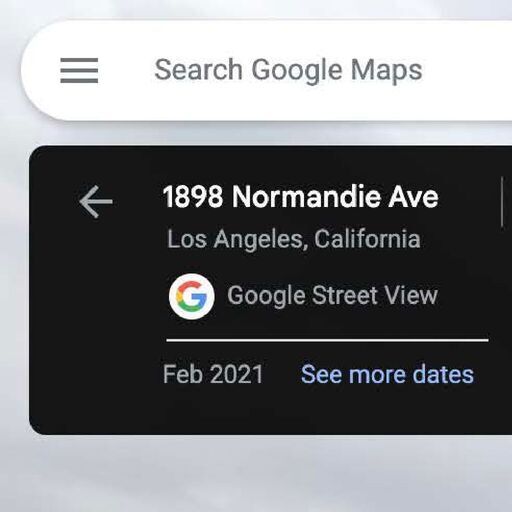 Search Google Maps
1898 Normandie Ave
Los Angeles, California
Google Street View
Feb 2021 See more dates